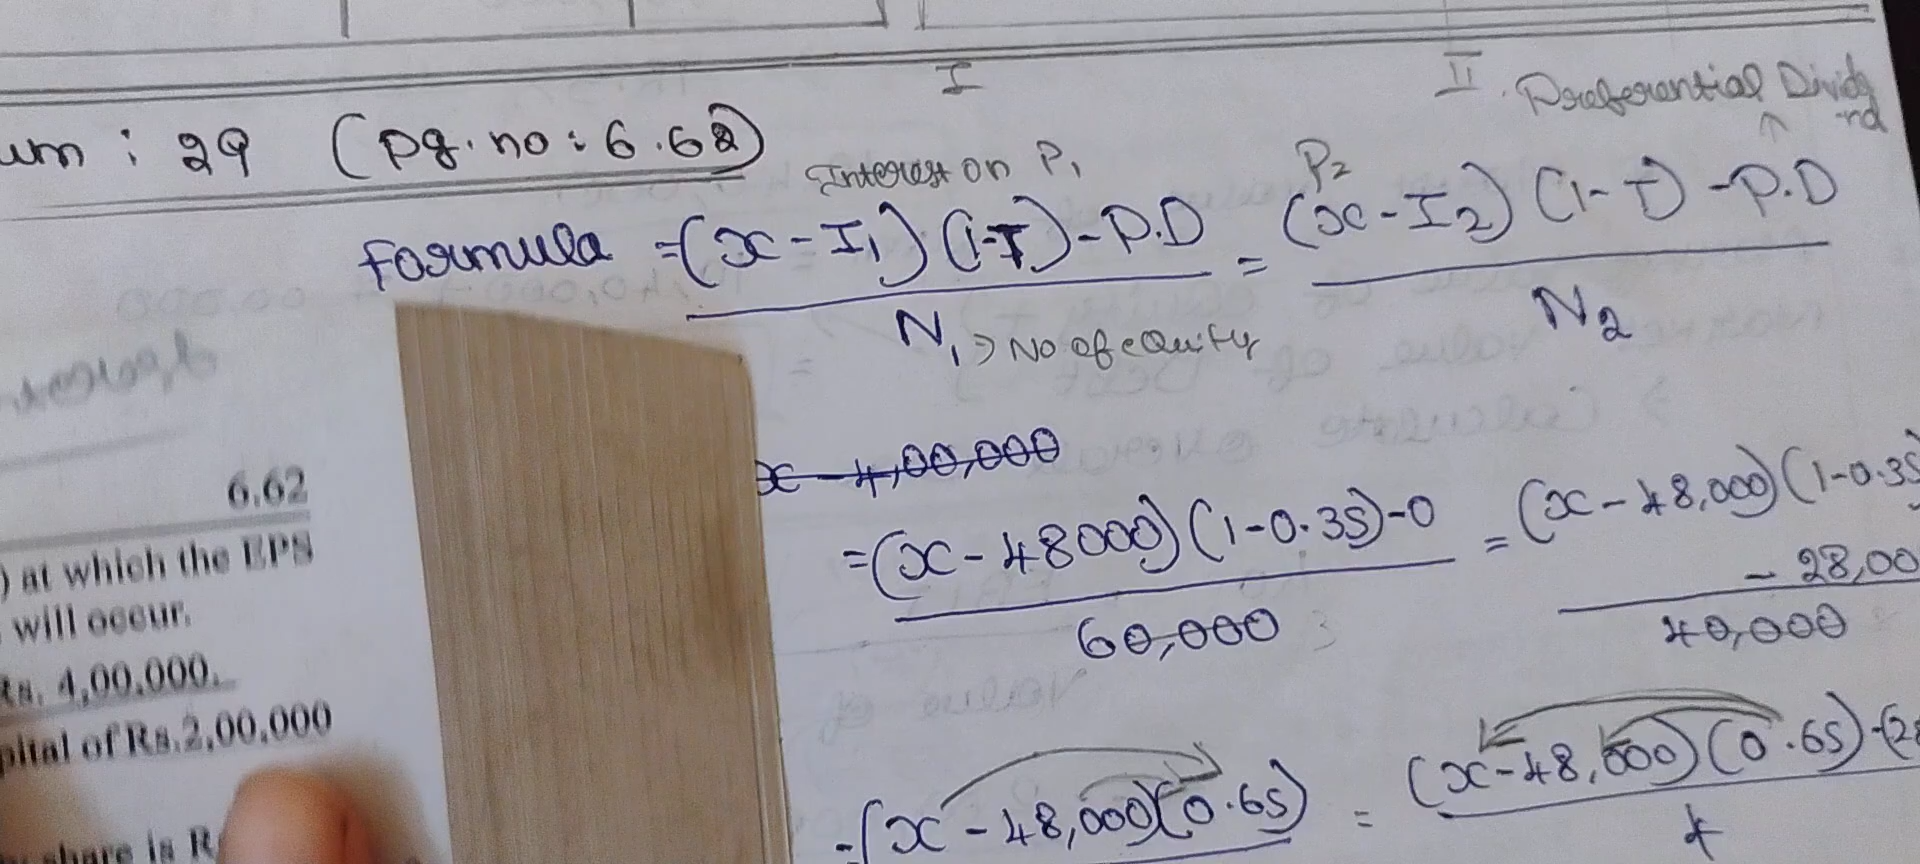 I
II
Preferential Divide
nd
um : 29 (pg.no : 6.62)
Interest on P1
P2
Formula = (x - I1) (1-T) - P.D = (x - I2) (1-T) - P.D
N1 → No of equity
N2
x - 4,00,000
= (x - 48000) (1-0.35) - 0 = (x - 48,000) (1-0.35
- 28,00
60,000
40,000
= (x - 48,000) (0.65) = (x - 48,000) (0.65) - (28
4
6.62
) at which the EPS
will occur.
Rs. 4,00,000.
pital of Rs.2,00,000
share is R